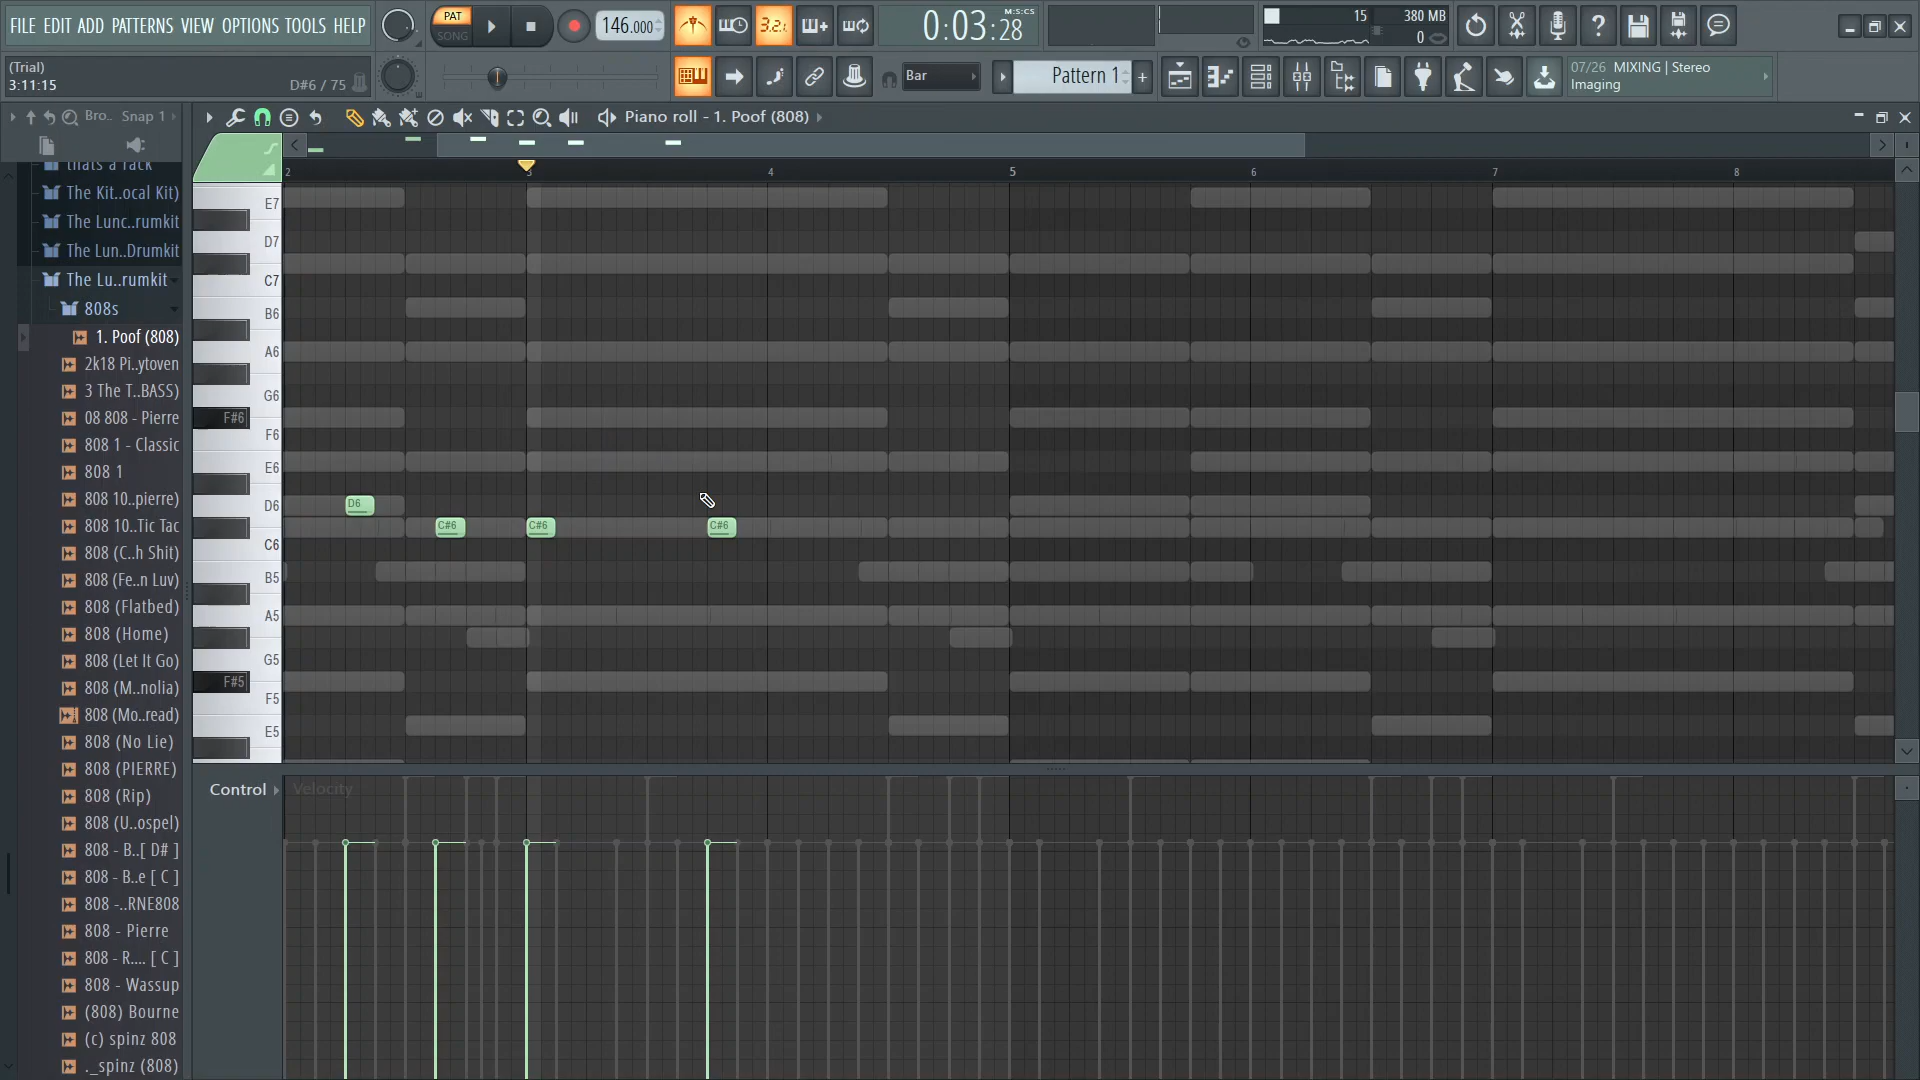 FILE EDIT ADD PATTERNS VIEW OPTIONS TOOLS HELP
PAT
SONG
146.000
3.2.
0:03:28
M:S:CS
15
380 MB
0
(Trial)
3:11:15
D#6 / 75
Bar
Pattern 1
07/26 MIXING | Stereo
Imaging
Bro..
Snap 1
Piano roll - 1. Poof (808)
thats a rack
The Kit..ocal Kit)
The Lunc..rumkit
The Lun..Drumkit
The Lu..rumkit
808s
1. Poof (808)
2k18 Pi..ytoven
3 The T..BASS)
08 808 - Pierre
808 1 - Classic
808 1
808 10..pierre)
808 10..Tic Tac
808 (C..h Shit)
808 (Fe..n Luv)
808 (Flatbed)
808 (Home)
808 (Let It Go)
808 (M..nolia)
808 (Mo..read)
808 (No Lie)
808 (PIERRE)
808 (Rip)
808 (U..ospel)
808 - B..[ D# ]
808 - B..e [ C ]
808 -..RNE808
808 - Pierre
808 - R.... [ C ]
808 - Wassup
(808) Bourne
(c) spinz 808
._spinz (808)
2
3
4
5
6
7
8
E7
D7
C7
B6
A6
G6
F#6
F6
E6
D6
C6
B5
A5
G5
F#5
F5
E5
D6
C#6
C#6
C#6
Control
Velocity